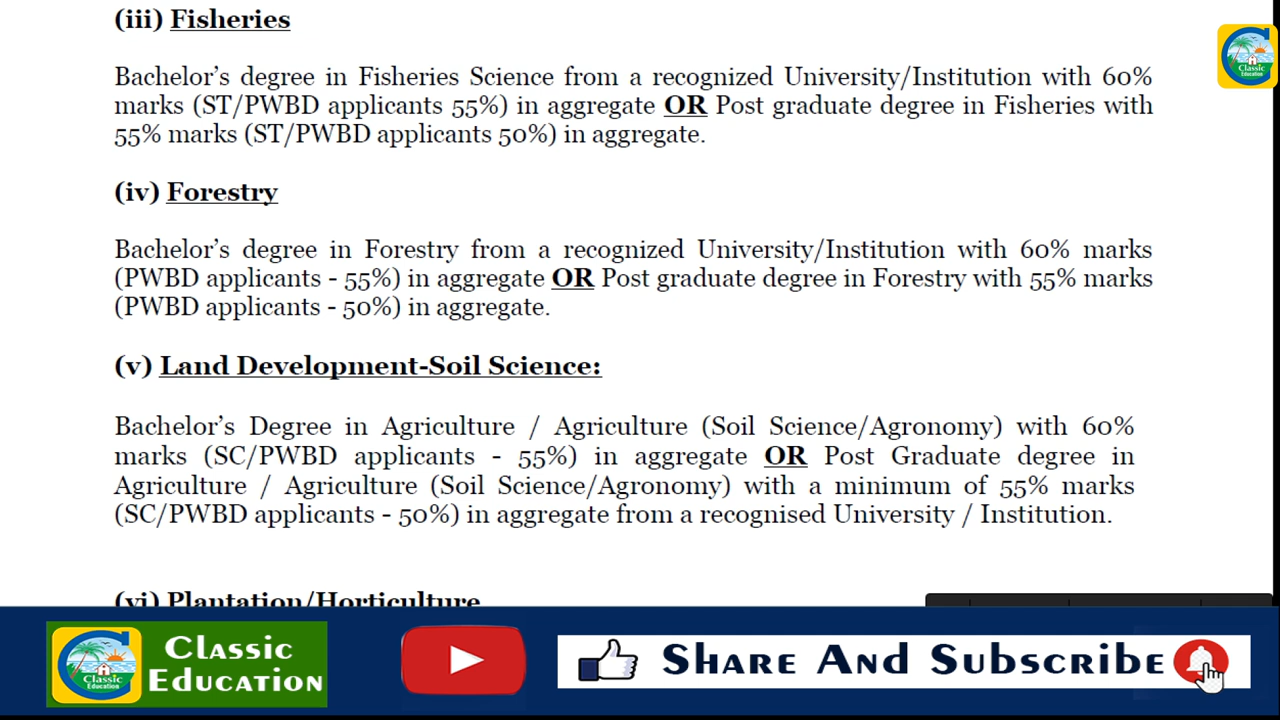 (iii) Fisheries
Classic
Education
Bachelor's degree in Fisheries Science from a recognized University/Institution with 60%
marks (ST/PWBD applicants 55%) in aggregate OR Post graduate degree in Fisheries with
55% marks (ST/PWBD applicants 50%) in aggregate.
(iv) Forestry
Bachelor's degree in Forestry from a recognized University/Institution with 60% marks
(PWBD applicants - 55%) in aggregate OR Post graduate degree in Forestry with 55% marks
(PWBD applicants - 50%) in aggregate.
(v) Land Development-Soil Science:
Bachelor's Degree in Agriculture / Agriculture (Soil Science/Agronomy) with 60%
marks (SC/PWBD applicants - 55%) in aggregate OR Post Graduate degree in
Agriculture / Agriculture (Soil Science/Agronomy) with a minimum of 55% marks
(SC/PWBD applicants - 50%) in aggregate from a recognised University / Institution.
(vi) Plantation/Horticulture
Classic
Education
Classic
Education
Share And Subscribe